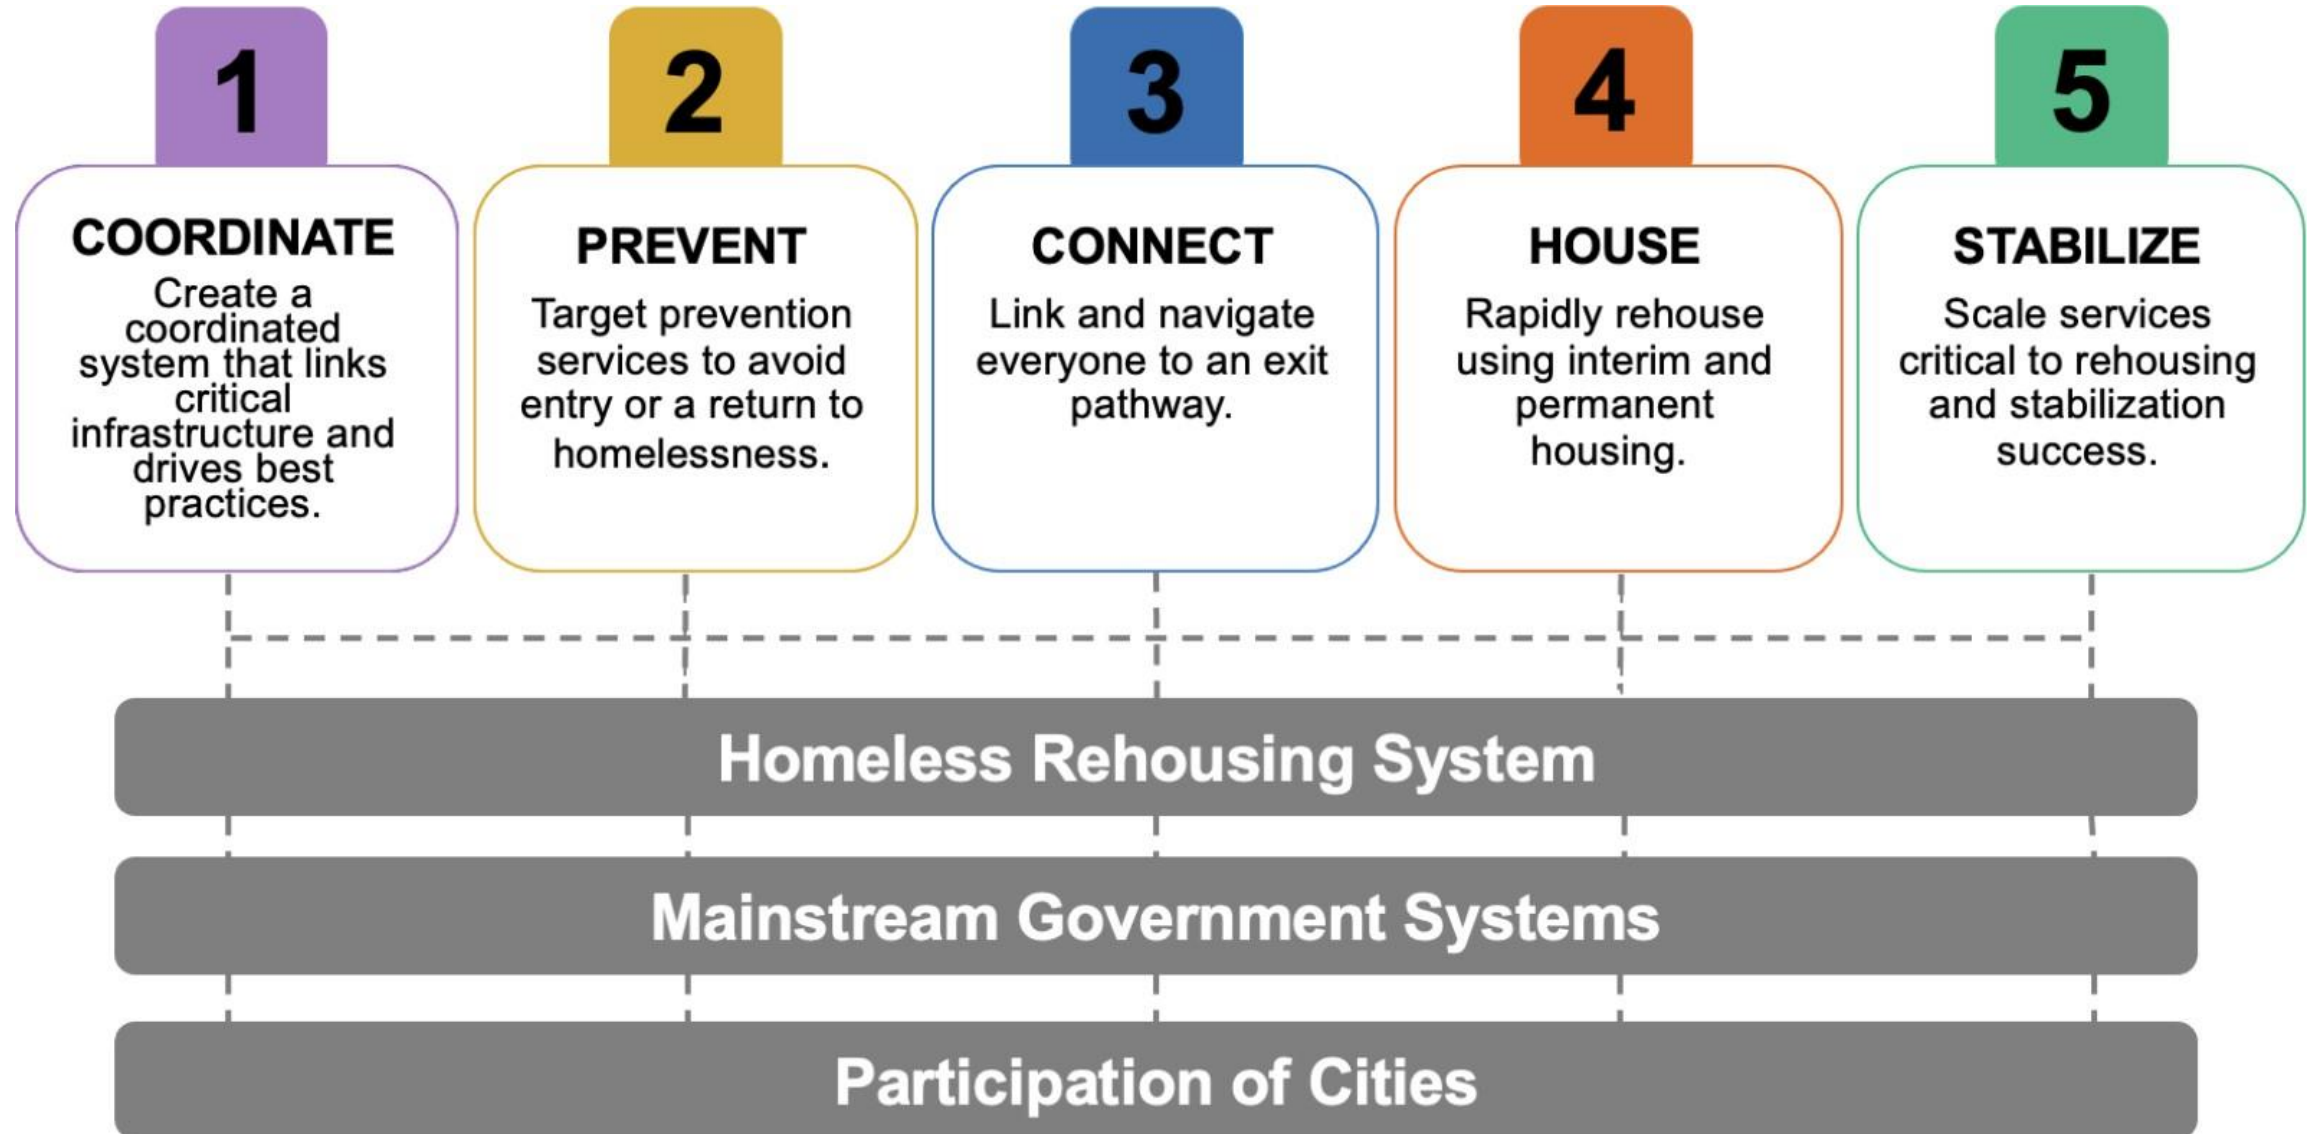 1
COORDINATE
Create a
coordinated
system that links
critical
infrastructure and
drives best
practices.
2
PREVENT
Target prevention
services to avoid
entry or a return to
homelessness.
3
CONNECT
Link and navigate
everyone to an exit
pathway.
4
HOUSE
Rapidly rehouse
using interim and
permanent
housing.
5
STABILIZE
Scale services
critical to rehousing
and stabilization
success.
Homeless Rehousing System
Mainstream Government Systems
Participation of Cities